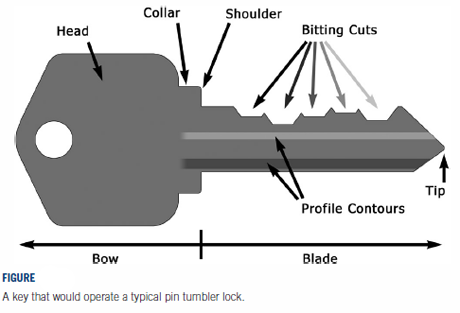 Collar
Shoulder
Head
Bitting Cuts
Tip
Profile Contours
Bow
Blade
FIGURE
A key that would operate a typical pin tumbler lock.